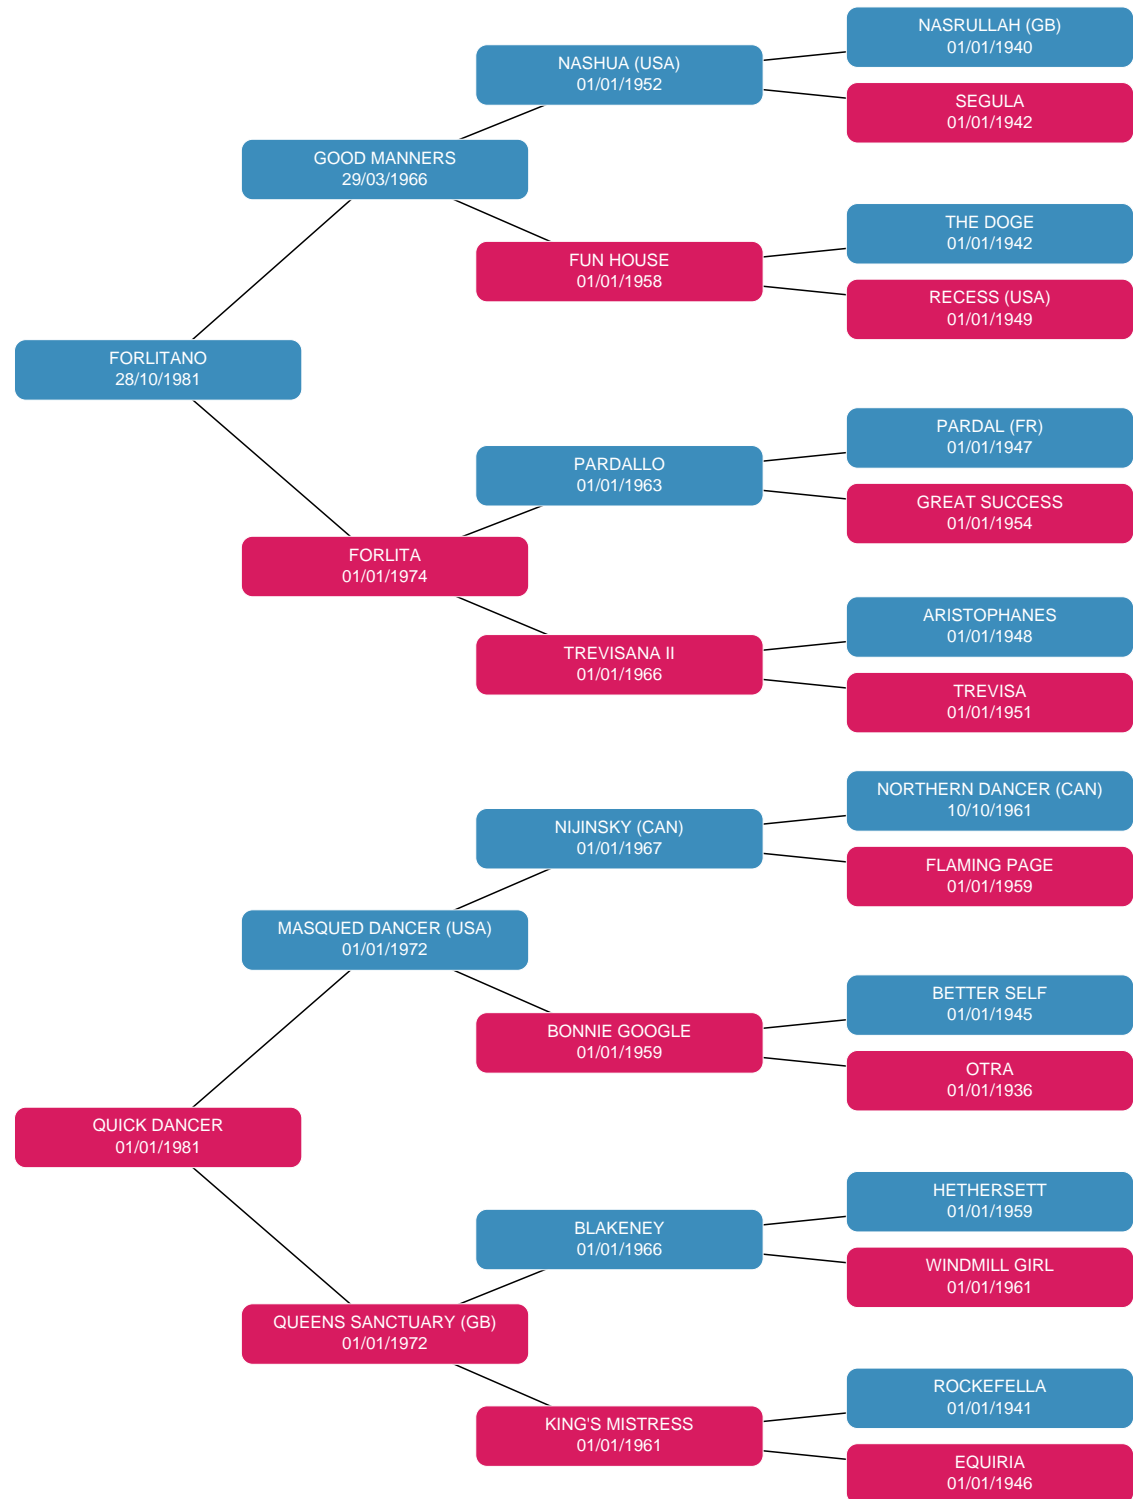 NASRULLAH (GB)
01/01/1940
NASHUA (USA)
01/01/1952
SEGULA
01/01/1942
GOOD MANNERS
29/03/1966
THE DOGE
01/01/1942
FUN HOUSE
01/01/1958
RECESS (USA)
01/01/1949
FORLITANO
28/10/1981
PARDAL (FR)
01/01/1947
PARDALLO
01/01/1963
GREAT SUCCESS
01/01/1954
FORLITA
01/01/1974
ARISTOPHANES
01/01/1948
TREVISANA II
01/01/1966
TREVISA
01/01/1951
NORTHERN DANCER (CAN)
10/10/1961
NIJINSKY (CAN)
01/01/1967
FLAMING PAGE
01/01/1959
MASQUED DANCER (USA)
01/01/1972
BETTER SELF
01/01/1945
BONNIE GOOGLE
01/01/1959
OTRA
01/01/1936
QUICK DANCER
01/01/1981
HETHERSETT
01/01/1959
BLAKENEY
01/01/1966
WINDMILL GIRL
01/01/1961
QUEENS SANCTUARY (GB)
01/01/1972
ROCKEFELLA
01/01/1941
KING'S MISTRESS
01/01/1961
EQUIRIA
01/01/1946